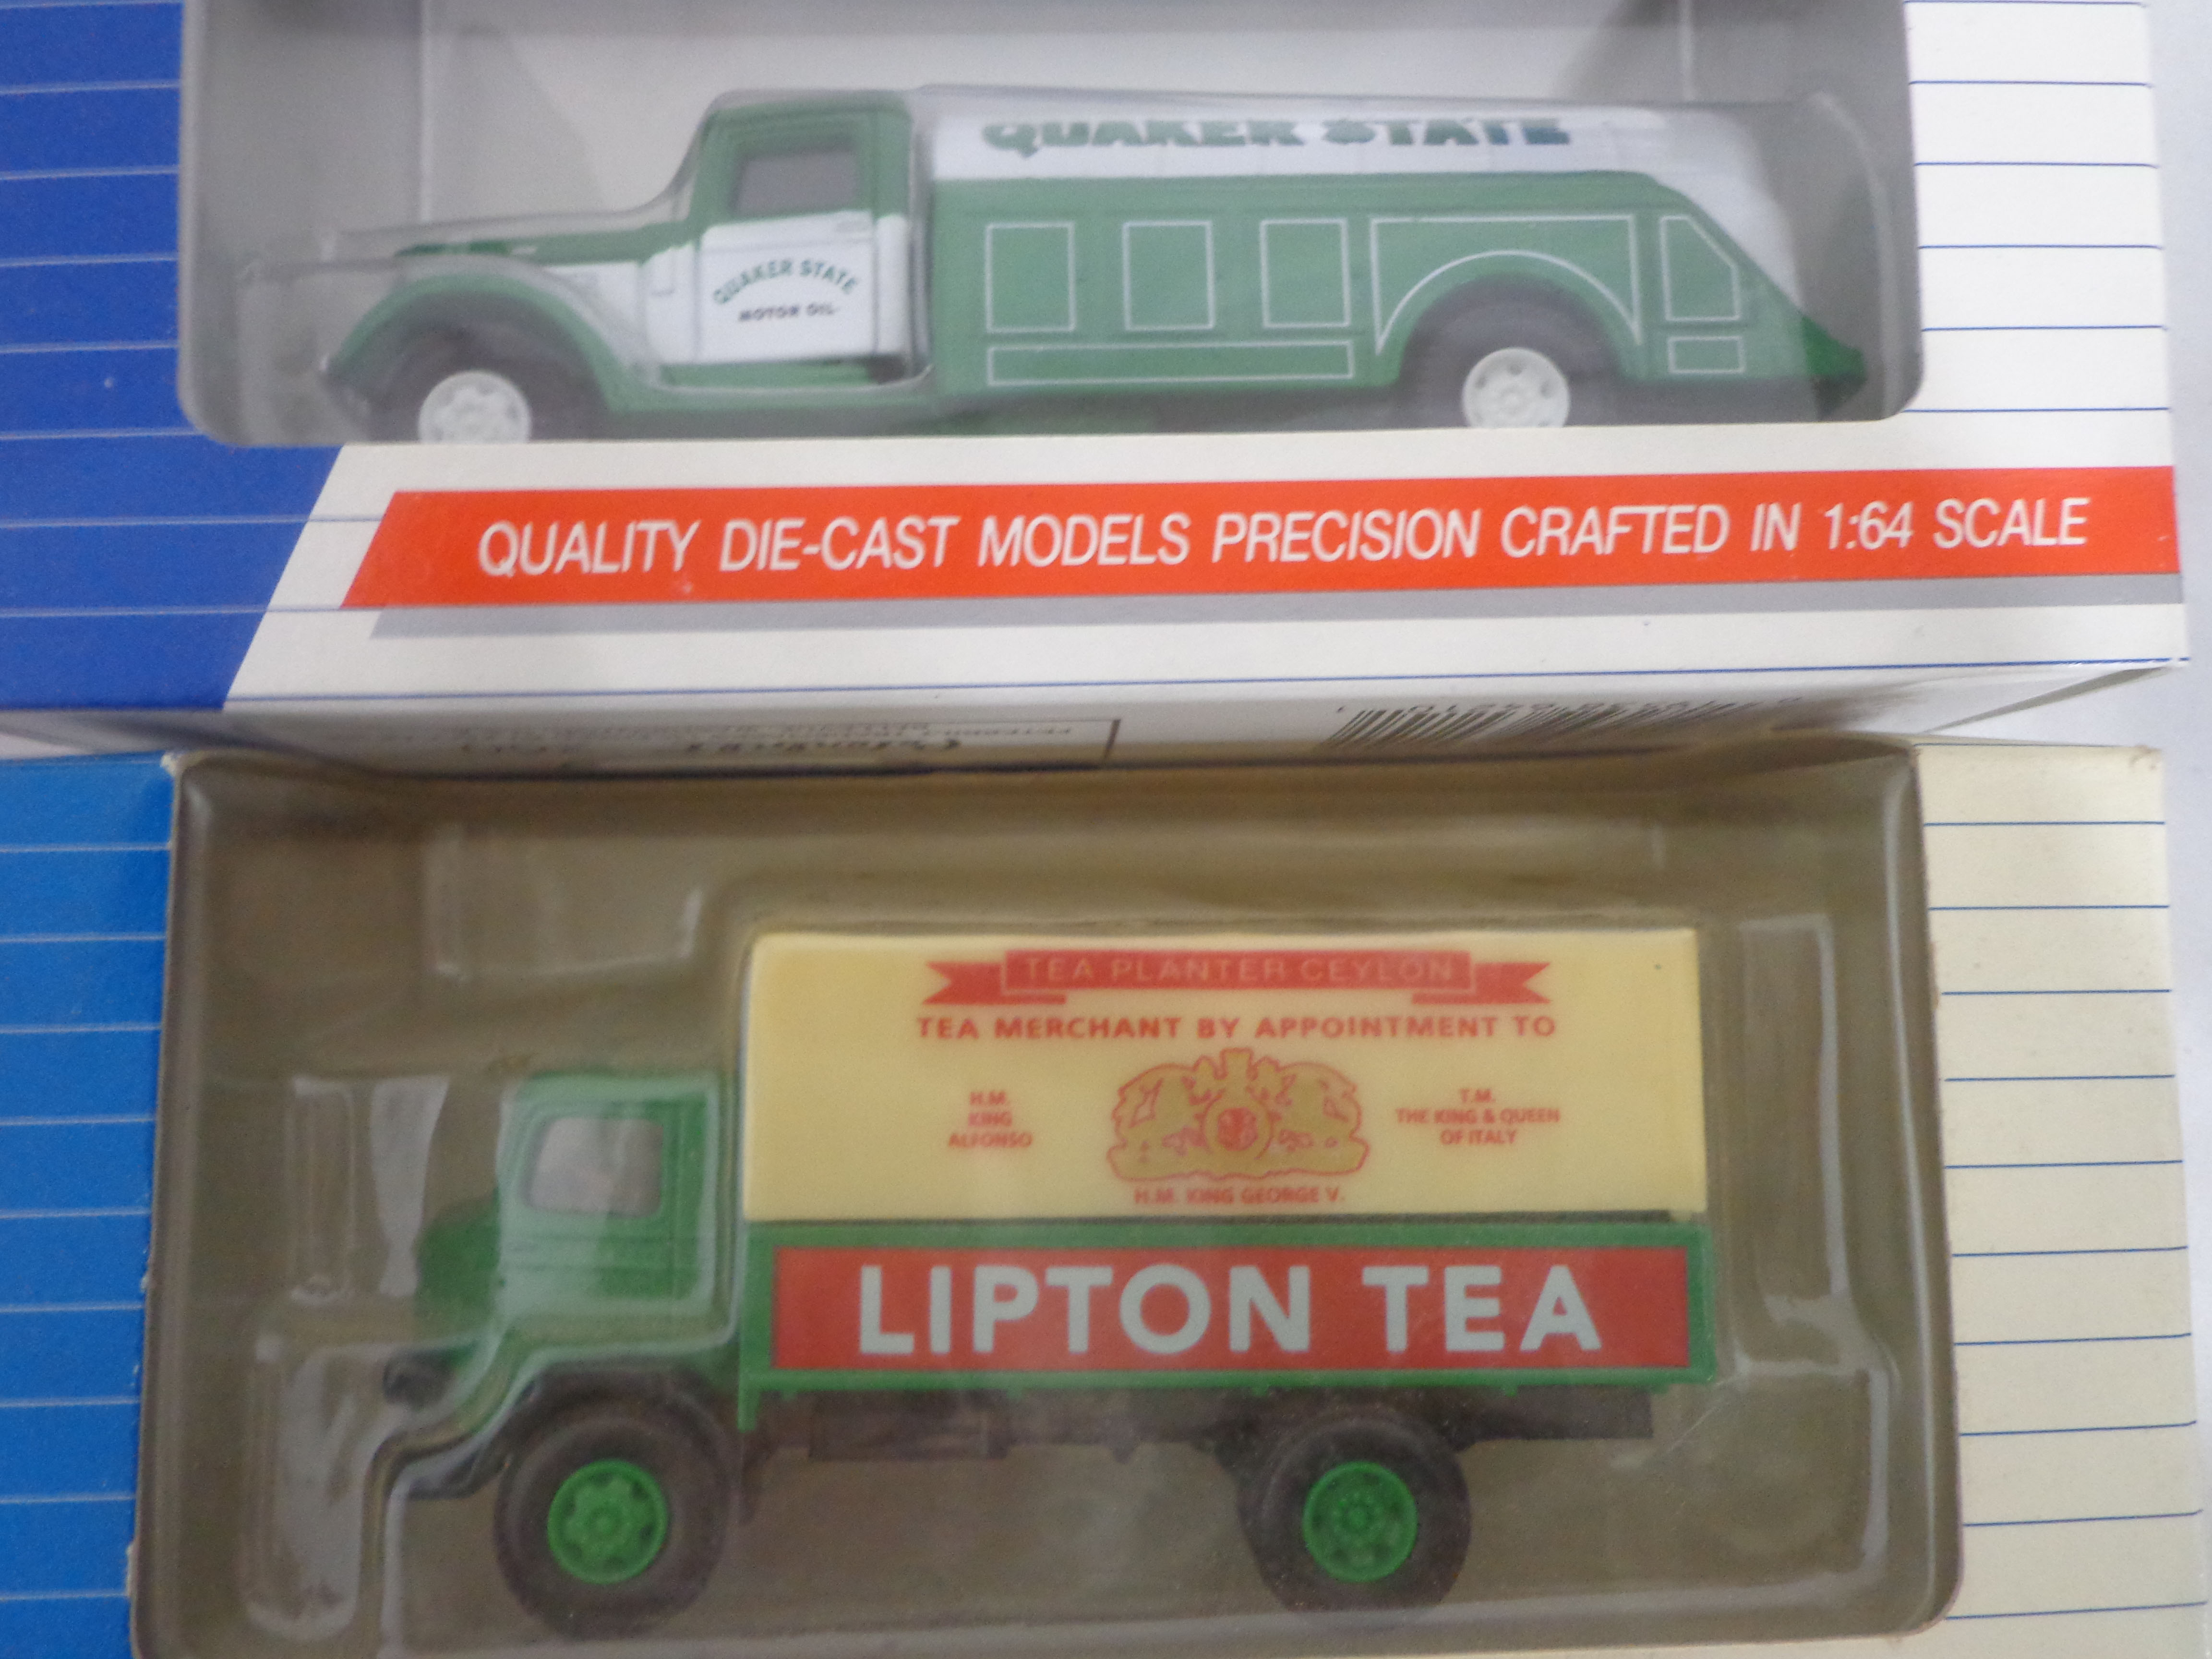 QUAKER STATE
QUAKER STATE
MOTOR OIL
QUALITY DIE-CAST MODELS PRECISION CRAFTED IN 1:64 SCALE
TEA PLANTER CEYLON
TEA MERCHANT BY APPOINTMENT TO
H.M.
KING
ALFONSO
T.M.
THE KING & QUEEN
OF ITALY
H.M. KING GEORGE V.
LIPTON TEA